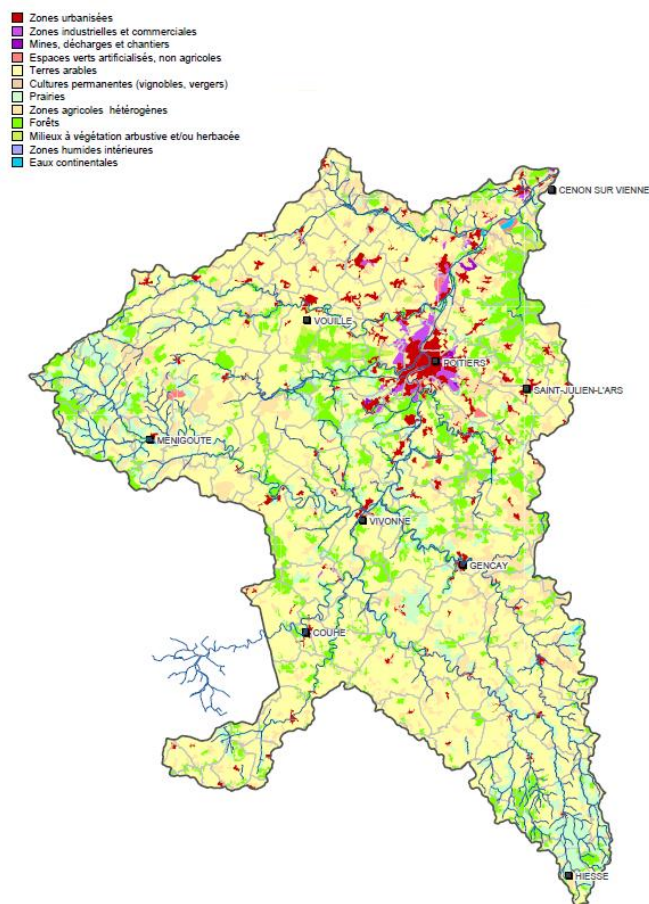 Zones urbanisées
Zones industrielles et commerciales
Mines, décharges et chantiers
Espaces verts artificialisés, non agricoles
Terres arables
Cultures permanentes (vignobles, vergers)
Prairies
Zones agricoles hétérogènes
Forêts
Milieux à végétation arbustive et/ou herbacée
Zones humides intérieures
Eaux continentales
CENON SUR VIENNE
VOUILLE
POITIERS
SAINT-JULIEN-L'ARS
MENIGOUTE
VIVONNE
GENCAY
COUHE
HIESSE